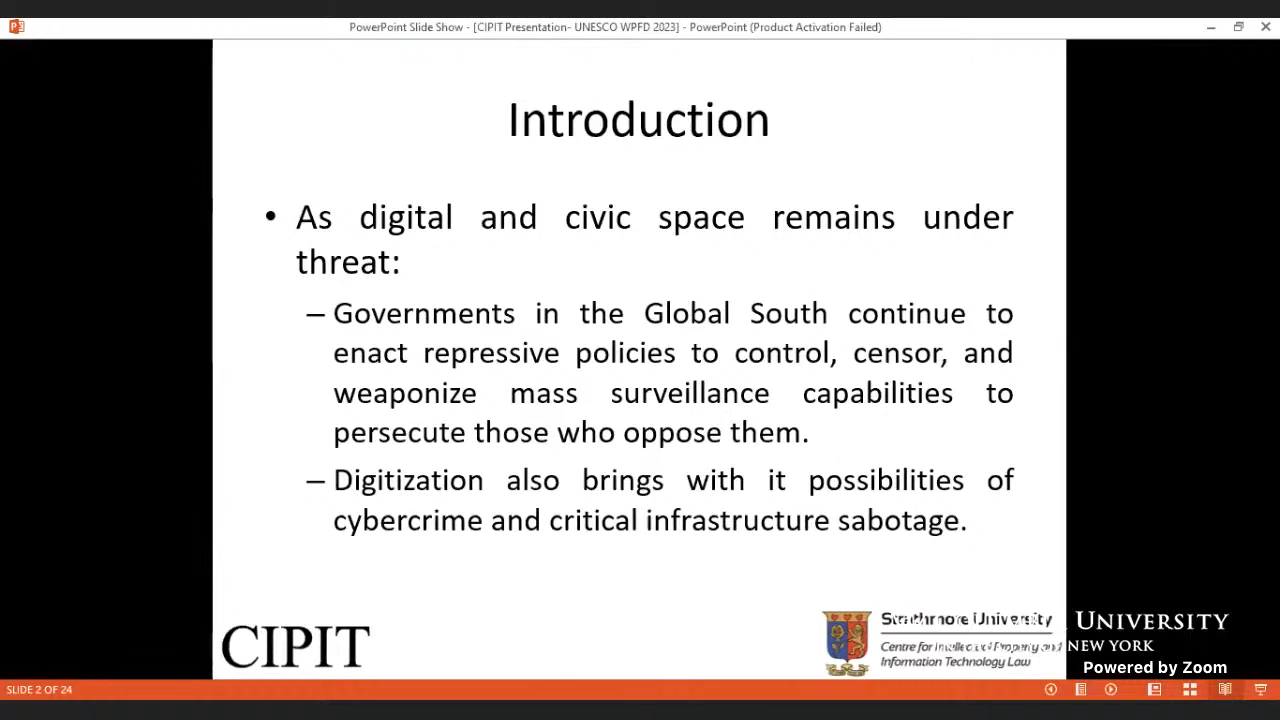 PowerPoint Slide Show - [CIPIT Presentation- UNESCO WPFD 2023] - PowerPoint (Product Activation Failed)
Introduction
• As digital and civic space remains under
threat:
– Governments in the Global South continue to
enact repressive policies to control, censor, and
weaponize mass surveillance capabilities to
persecute those who oppose them.
– Digitization also brings with it possibilities of
cybercrime and critical infrastructure sabotage.
CIPIT
Strathmore University
Centre for Intellectual Property and
Information Technology Law
UNIVERSITY
NEW YORK
Powered by Zoom
SLIDE 2 OF 24